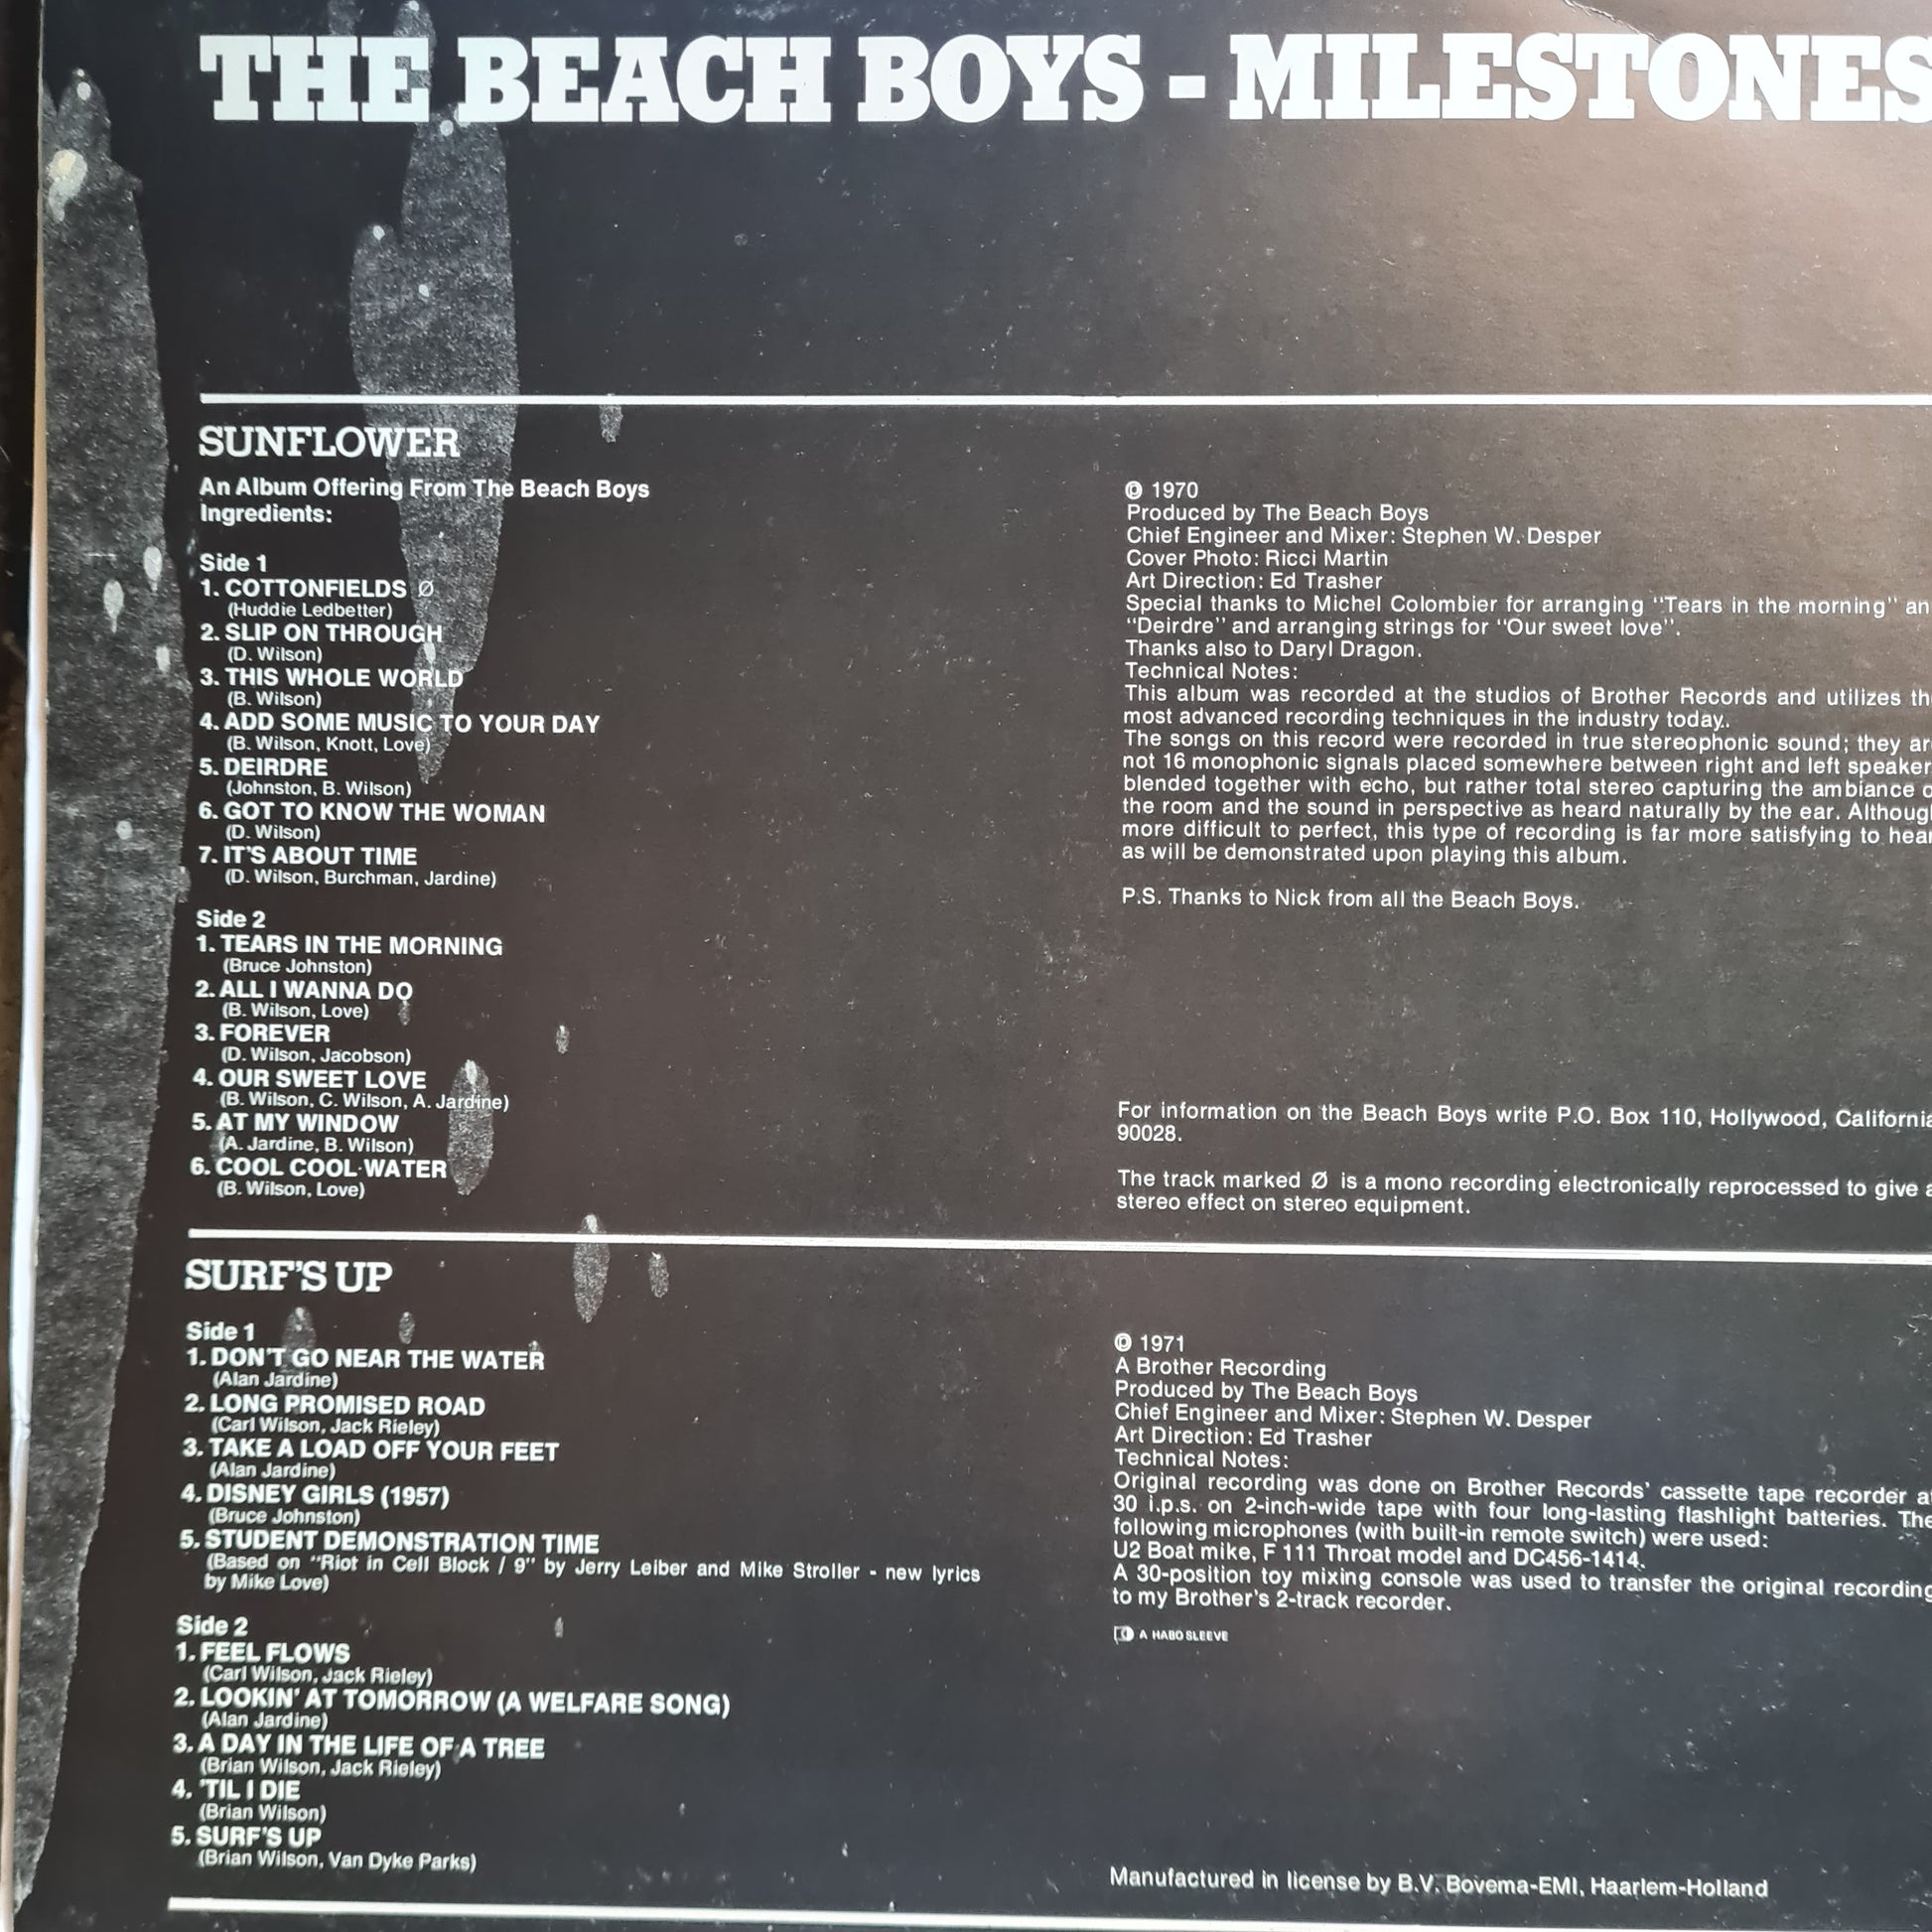 THE BEACH BOYS - MILESTONES
SUNFLOWER
An Album Offering From The Beach Boys
Ingredients:
Side 1
1. COTTONFIELDS Ø
(Huddie Ledbetter)
2. SLIP ON THROUGH
(D. Wilson)
3. THIS WHOLE WORLD
(B. Wilson)
4. ADD SOME MUSIC TO YOUR DAY
(B. Wilson, Knott, Love)
5. DEIRDRE
(Johnston, B. Wilson)
6. GOT TO KNOW THE WOMAN
(D. Wilson)
7. IT'S ABOUT TIME
(D. Wilson, Burchman, Jardine)
Side 2
1. TEARS IN THE MORNING
(Bruce Johnston)
2. ALL I WANNA DO
(B. Wilson, Love)
3. FOREVER
(D. Wilson, Jacobson)
4. OUR SWEET LOVE
(B. Wilson, C. Wilson, A. Jardine)
5. AT MY WINDOW
(A. Jardine, B. Wilson)
6. COOL COOL WATER
(B. Wilson, Love)
℗ 1970
Produced by The Beach Boys
Chief Engineer and Mixer: Stephen W. Desper
Cover Photo: Ricci Martin
Art Direction: Ed Trasher
Special thanks to Michel Colombier for arranging "Tears in the morning" an
"Deirdre" and arranging strings for "Our sweet love".
Thanks also to Daryl Dragon.
Technical Notes:
This album was recorded at the studios of Brother Records and utilizes th
most advanced recording techniques in the industry today..
The songs on this record were recorded in true stereophonic sound; they ar
not 16 monophonic signals placed somewhere between right and left speaker
blended together with echo, but rather total stereo capturing the ambiance o
the room and the sound in perspective as heard naturally by the ear. Althoug
more difficult to perfect, this type of recording is far more satisfying to hear
as will be demonstrated upon playing this album.
P.S. Thanks to Nick from all the Beach Boys.
For information on the Beach Boys write P.O. Box 110, Hollywood, California
90028.
The track marked Ø is a mono recording electronically reprocessed to give a
stereo effect on stereo equipment.
SURF'S UP
Side 1
1. DON'T GO NEAR THE WATER
(Alan Jardine)
2. LONG PROMISED ROAD
(Carl Wilson, Jack Rieley)
3. TAKE A LOAD OFF YOUR FEET
(Alan Jardine)
4. DISNEY GIRLS (1957)
(Bruce Johnston)
5. STUDENT DEMONSTRATION TIME
(Based on "Riot in Cell Block / 9" by Jerry Leiber and Mike Stroller - new lyrics
by Mike Love)
Side 2
1. FEEL FLOWS
(Carl Wilson, Jack Rieley)
2. LOOKIN' AT TOMORROW (A WELFARE SONG)
(Alan Jardine)
3. A DAY IN THE LIFE OF A TREE
(Brian Wilson, Jack Rieley)
4. 'TIL I DIE
(Brian Wilson)
5. SURF'S UP
(Brian Wilson, Van Dyke Parks)
℗ 1971
A Brother Recording
Produced by The Beach Boys
Chief Engineer and Mixer: Stephen W. Desper
Art Direction: Ed Trasher
Technical Notes:
Original recording was done on Brother Records' cassette tape recorder at
30 i.p.s. on 2-inch-wide tape with four long-lasting flashlight batteries. The
following microphones (with built-in remote switch) were used:
U2 Boat mike, F 111 Throat model and DC456-1414.
A 30-position toy mixing console was used to transfer the original recording
to my Brother's 2-track recorder.
A HABO SLEEVE
Manufactured in license by B.V. Bovema-EMI, Haarlem-Holland